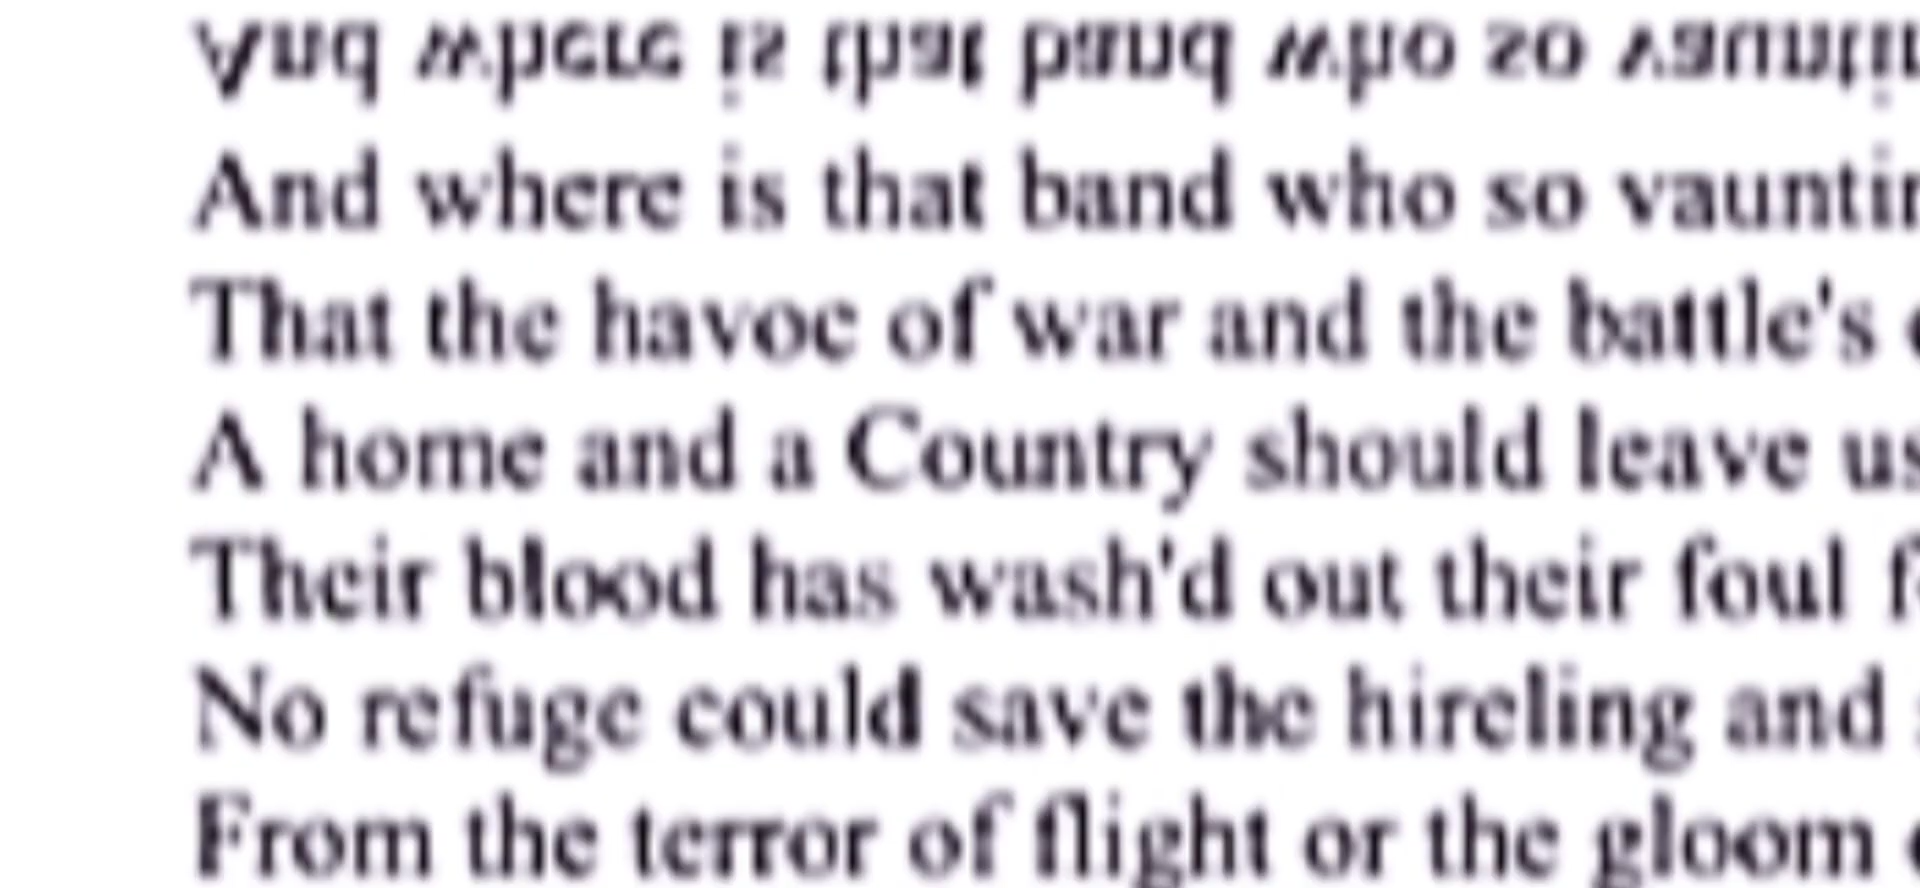 And where is that band who so vauntin
And where is that band who so vauntin
That the havoc of war and the battle's
A home and a Country should leave us
Their blood has wash'd out their foul f
No refuge could save the hireling and
From the terror of flight or the gloom